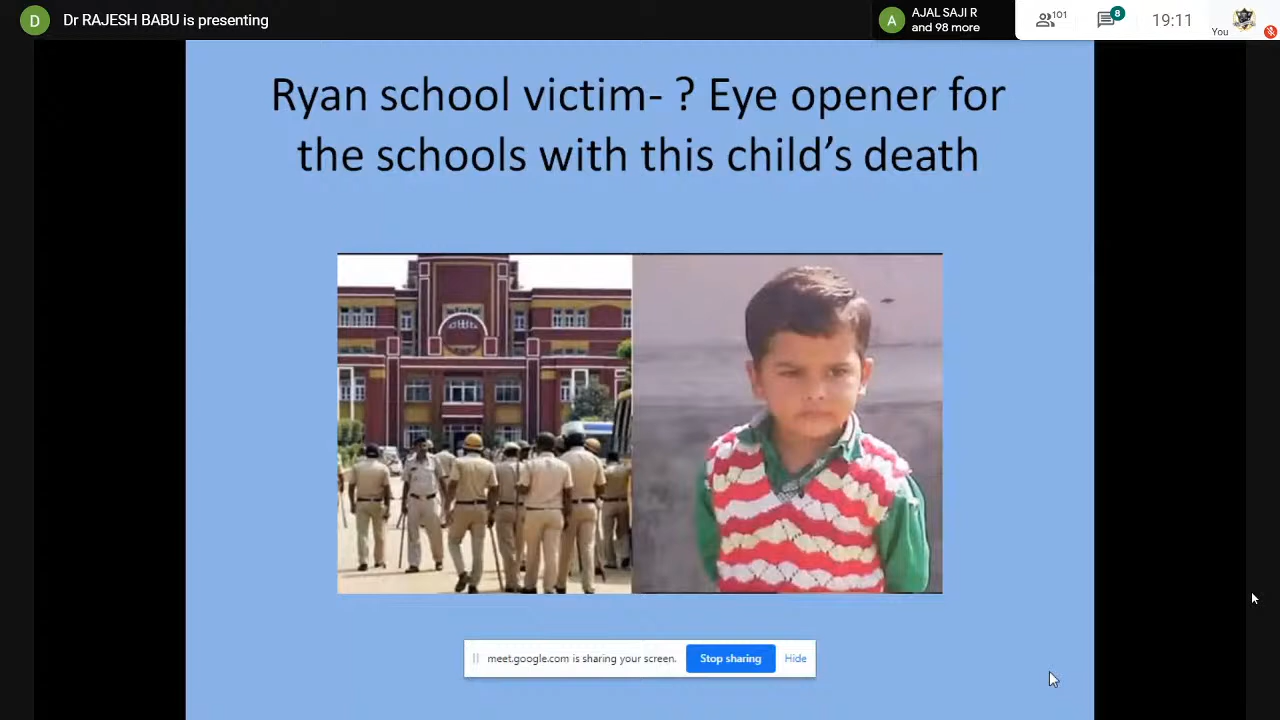 D Dr RAJESH BABU is presenting
A AJAL SAJI R
and 98 more
101
8
19:11
You
Ryan school victim- ? Eye opener for
the schools with this child's death
meet.google.com is sharing your screen. Stop sharing Hide